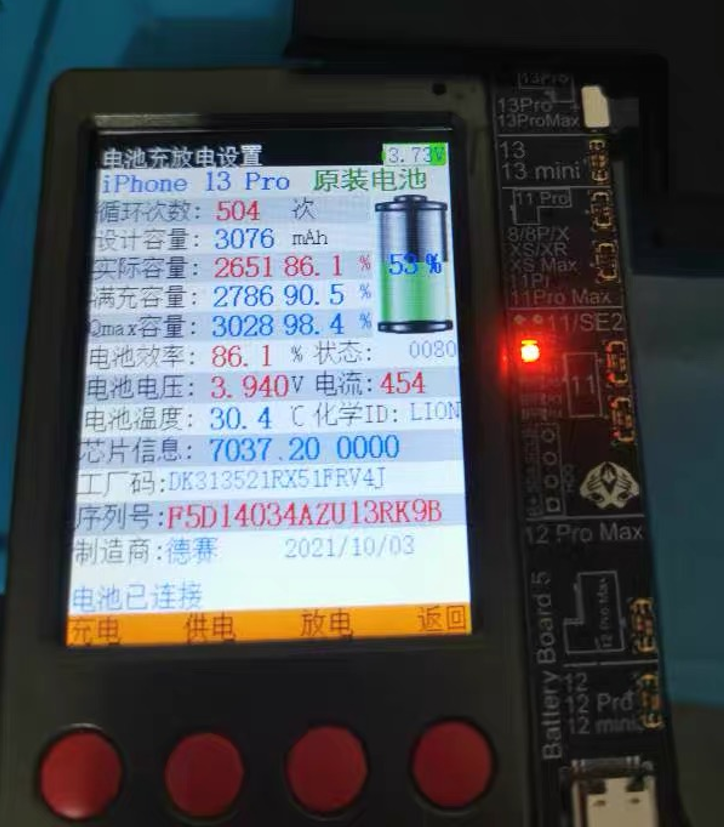 电池充放电设置 3.73V
iPhone 13 Pro 原装电池
循环次数: 504 次
设计容量: 3076 mAh
实际容量: 2651 86.1 %
53 %
满充容量: 2786 90.5 %
Qmax容量: 3028 98.4 %
电池效率: 86.1 % 状态: 0080
电池电压: 3.940V 电流: 454
电池温度: 30.4 ℃ 化学ID: LION
芯片信息: 7037.20 0000
工厂码:DK313521RX51FRV4J
序列号:F5D14034AZU13RK9B
制造商:德赛 2021/10/03
电池已连接
充电 供电 放电 返回
13Pro
13Pro
13ProMax
13
13 mini
11 Pro
8/8P/X
XS/XR
XS Max
11P/
11Pro Max
11/SE2
11
12 Pro Max
12 Pro Max
Battery Board 5
12
12 Pro
12 mini